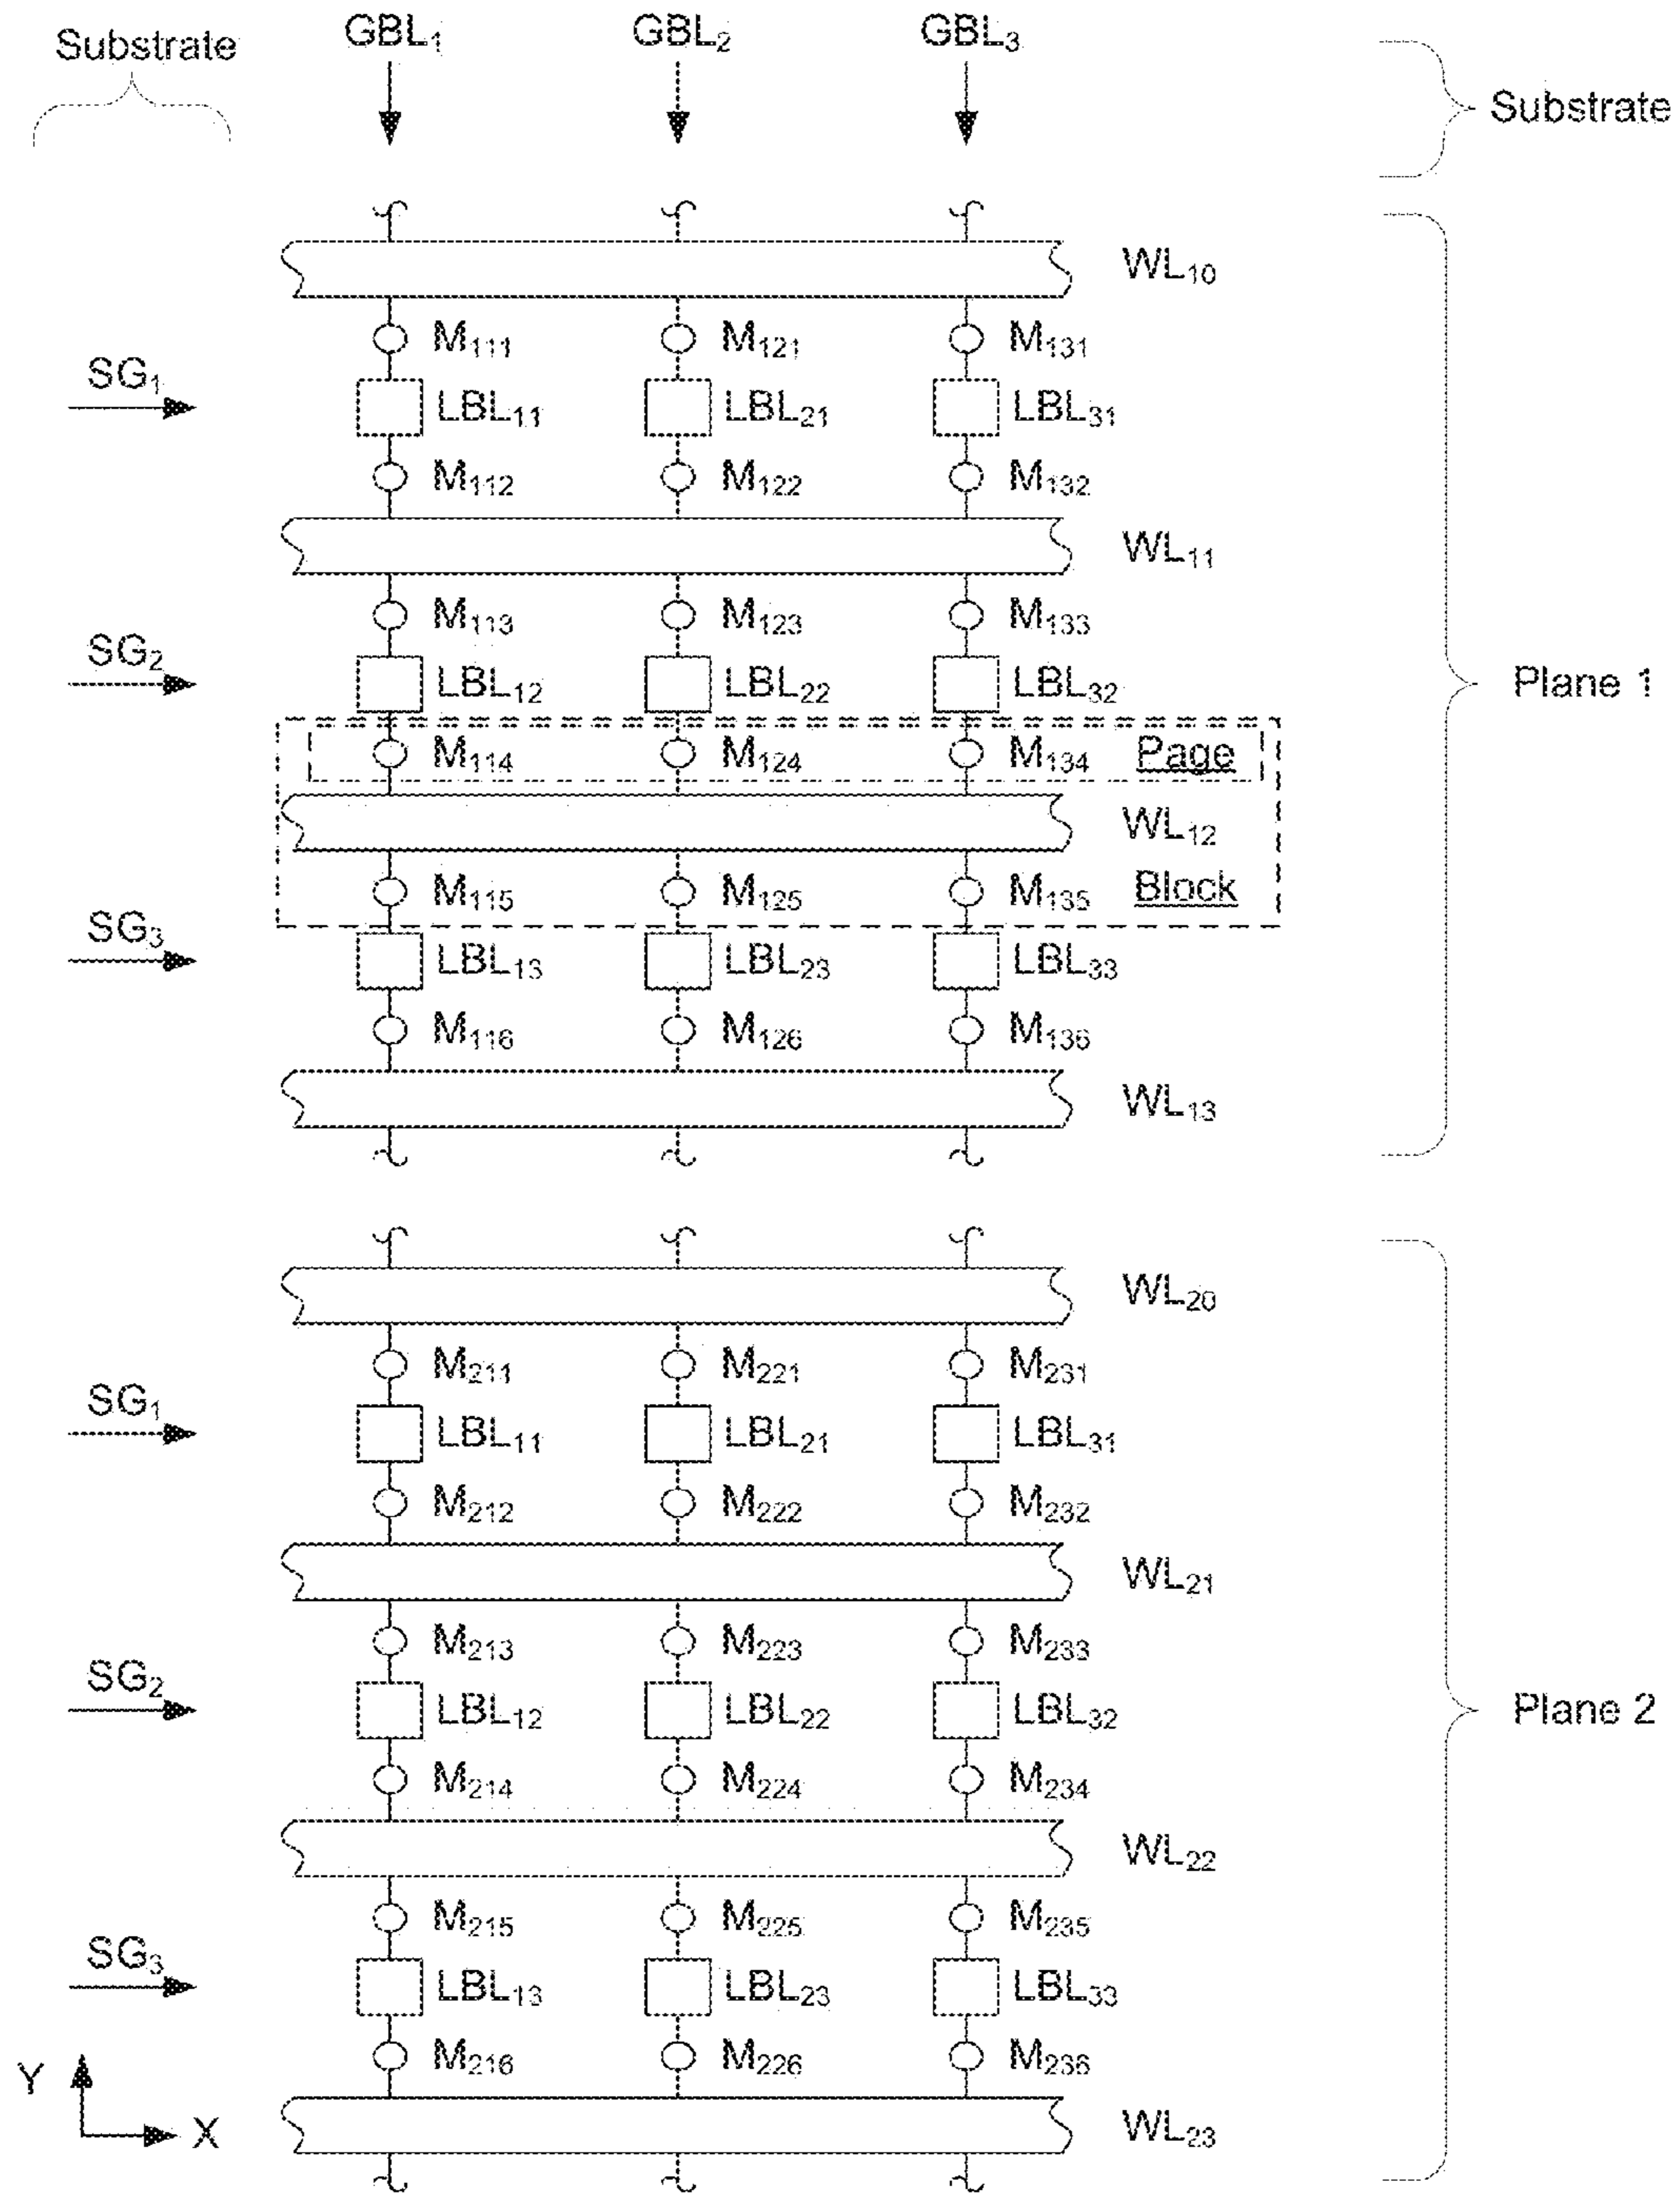 Substrate GBL₁ GBL₂ GBL₃
Substrate
WL₁₀
M₁₁₁ M₁₂₁ M₁₃₁
SG₁ LBL₁₁ LBL₂₁ LBL₃₁
M₁₁₂ M₁₂₂ M₁₃₂
WL₁₁
M₁₁₃ M₁₂₃ M₁₃₃
SG₂ LBL₁₂ LBL₂₂ LBL₃₂ Plane 1
M₁₁₄ M₁₂₄ M₁₃₄ Page
WL₁₂
M₁₁₅ M₁₂₅ M₁₃₅ Block
SG₃ LBL₁₃ LBL₂₃ LBL₃₃
M₁₁₆ M₁₂₆ M₁₃₆
WL₁₃
WL₂₀
M₂₁₁ M₂₂₁ M₂₃₁
SG₁ LBL₁₁ LBL₂₁ LBL₃₁
M₂₁₂ M₂₂₂ M₂₃₂
WL₂₁
M₂₁₃ M₂₂₃ M₂₃₃
SG₂ LBL₁₂ LBL₂₂ LBL₃₂ Plane 2
M₂₁₄ M₂₂₄ M₂₃₄
WL₂₂
M₂₁₅ M₂₂₅ M₂₃₅
SG₃ LBL₁₃ LBL₂₃ LBL₃₃
M₂₁₆ M₂₂₆ M₂₃₆
Y
X WL₂₃